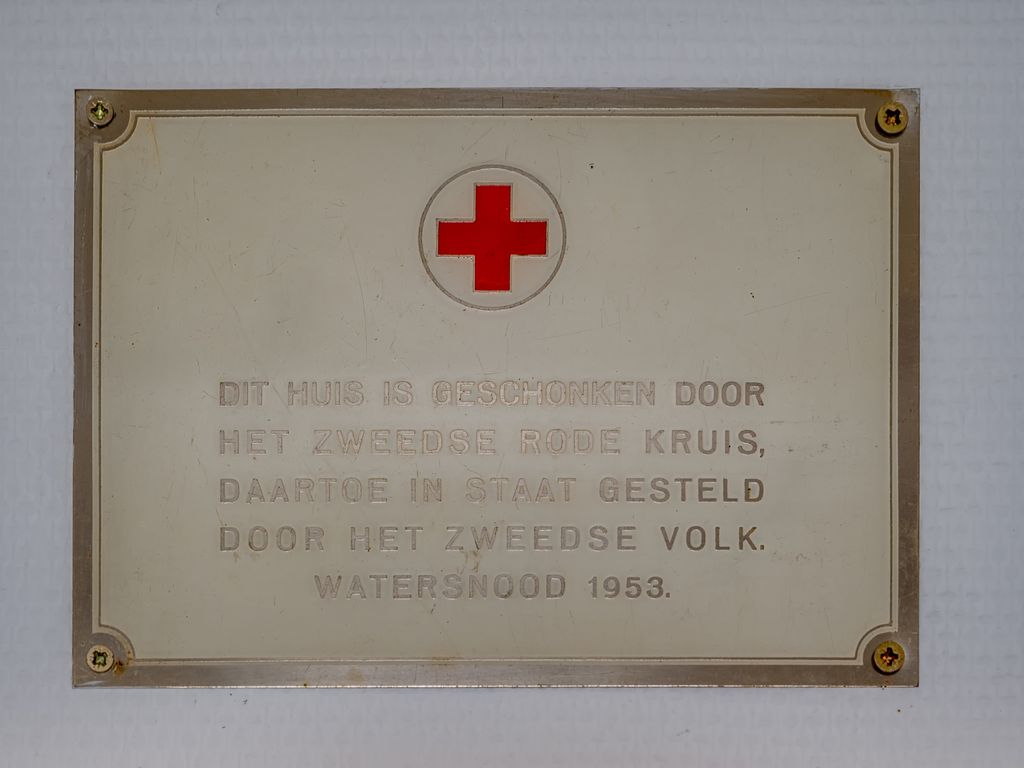 DIT HUIS IS GESCHONKEN DOOR
HET ZWEEDSE RODE KRUIS,
DAARTOE IN STAAT GESTELD
DOOR HET ZWEEDSE VOLK.
WATERSNOOD 1953.